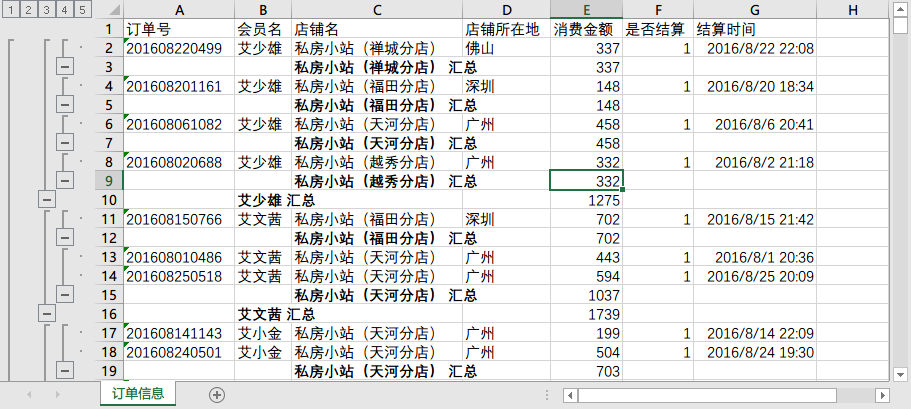 1 2 3 4 5
A B C D E F G H
1 订单号 会员名 店铺名 店铺所在地 消费金额 是否结算 结算时间
2 201608220499 艾少雄 私房小站（禅城分店） 佛山 337 1 2016/8/22 22:08
3 私房小站（禅城分店） 汇总 337
4 201608201161 艾少雄 私房小站（福田分店） 深圳 148 1 2016/8/20 18:34
5 私房小站（福田分店） 汇总 148
6 201608061082 艾少雄 私房小站（天河分店） 广州 458 1 2016/8/6 20:41
7 私房小站（天河分店） 汇总 458
8 201608020688 艾少雄 私房小站（越秀分店） 广州 332 1 2016/8/2 21:18
9 私房小站（越秀分店） 汇总 332
10 艾少雄 汇总 1275
11 201608150766 艾文茜 私房小站（福田分店） 深圳 702 1 2016/8/15 21:42
12 私房小站（福田分店） 汇总 702
13 201608010486 艾文茜 私房小站（天河分店） 广州 443 1 2016/8/1 20:36
14 201608250518 艾文茜 私房小站（天河分店） 广州 594 1 2016/8/25 20:09
15 私房小站（天河分店） 汇总 1037
16 艾文茜 汇总 1739
17 201608141143 艾小金 私房小站（天河分店） 广州 199 1 2016/8/14 22:09
18 201608240501 艾小金 私房小站（天河分店） 广州 504 1 2016/8/24 19:30
19 私房小站（天河分店） 汇总 703
订单信息